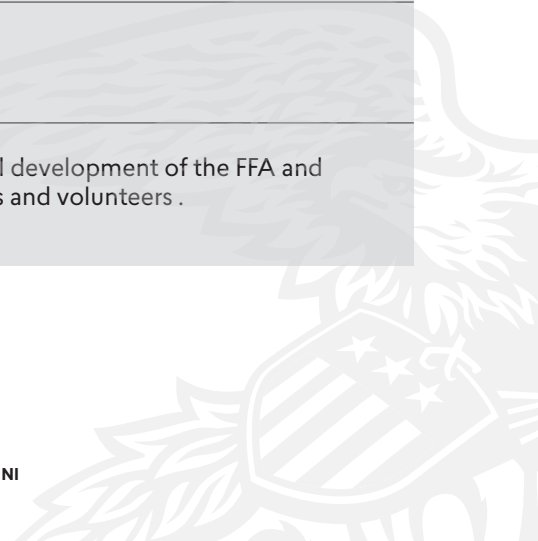 development of the FFA and
and volunteers .
NI